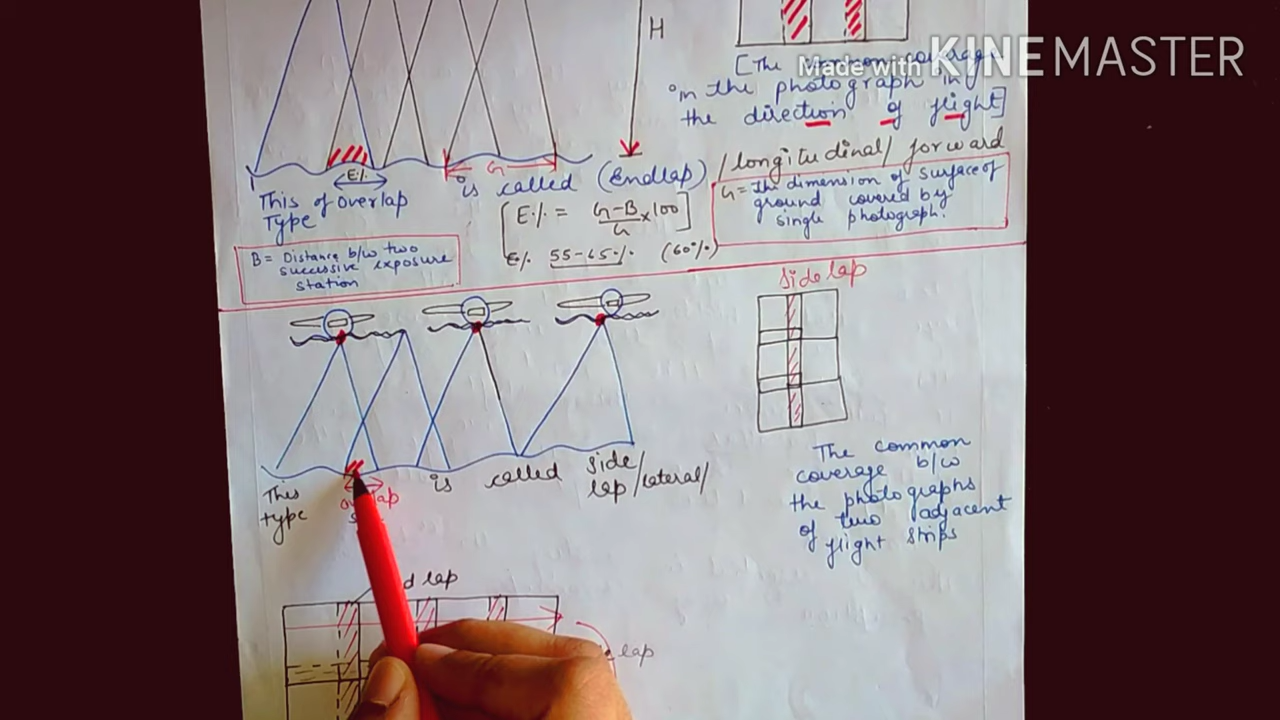 H
Made with KINEMASTER
[The common coverage
in the photograph in
the direction of flight]
E%
G
This of overlap
Type
is called (Endlap) /longitudinal/ forward
[E% = G-B/G x100]
E% 55-65% (60%)
G = The dimension of surface of
ground covered by
single photograph.
B = Distance b/w two
successive exposure
station
Side lap
This
type
overlap
is called side/
lap/lateral/
The common
coverage b/w
the photographs
of two adjacent
flight strips
d lap
lap